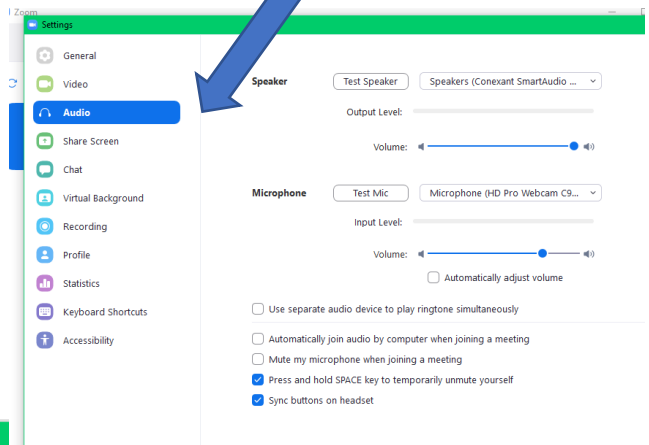 Zoom
Settings
General
Video
Audio
Share Screen
Chat
Virtual Background
Recording
Profile
Statistics
Keyboard Shortcuts
Accessibility
Speaker
Test Speaker
Speakers (Conexant SmartAudio ...
Output Level:
Volume:
Microphone
Test Mic
Microphone (HD Pro Webcam C9...
Input Level:
Volume:
Automatically adjust volume
Use separate audio device to play ringtone simultaneously
Automatically join audio by computer when joining a meeting
Mute my microphone when joining a meeting
Press and hold SPACE key to temporarily unmute yourself
Sync buttons on headset